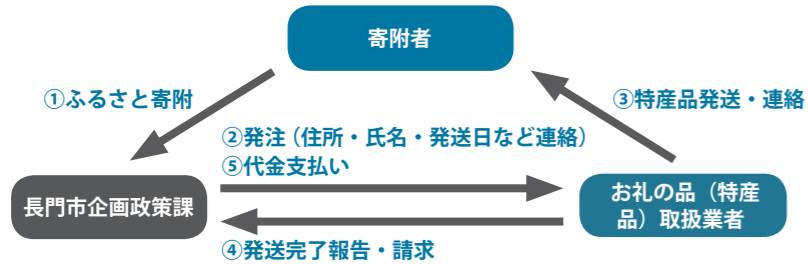 寄附者
①ふるさと寄附
③特産品発送・連絡
②発注（住所・氏名・発送日など連絡）
⑤代金支払い
長門市企画政策課
お礼の品（特産
品）取扱業者
④発送完了報告・請求